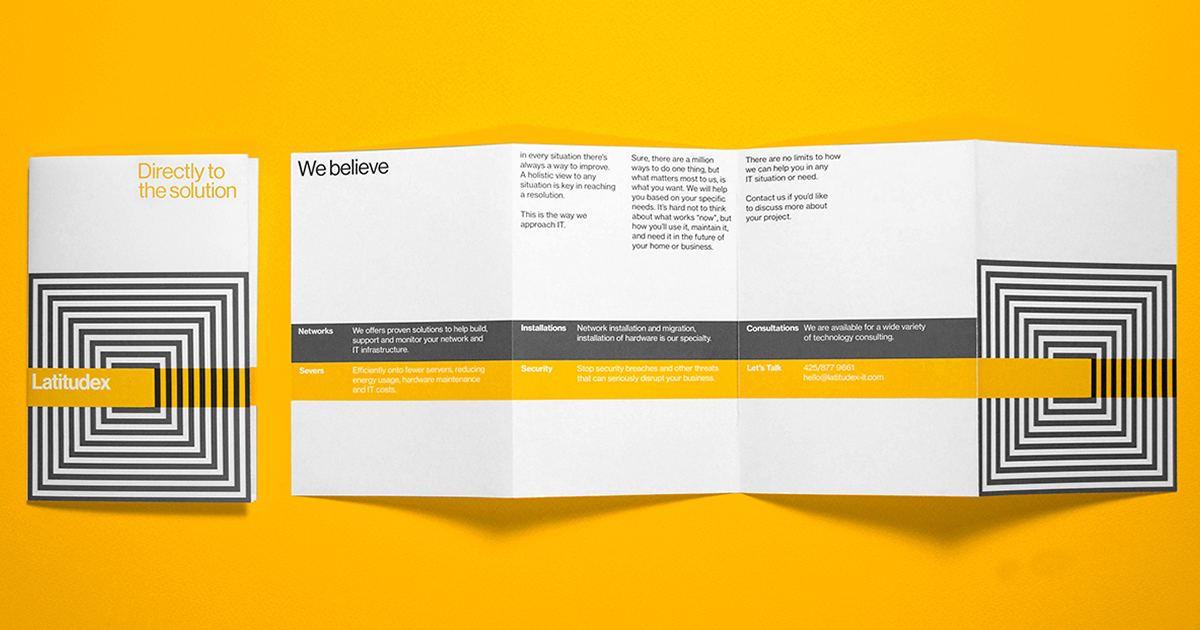 Directly to
the solution
Latitudex
We believe
in every situation there's
always a way to improve.
A holistic view to any
situation is key in reaching
a resolution.
This is the way we
approach IT.
Sure, there are a million
ways to do one thing, but
what matters most to us, is
what you want. We will help
you based on your specific
needs. It's hard not to think
about what works "now", but
how you'll use it, maintain it,
and need it in the future of
your home or business.
There are no limits to how
we can help you in any
IT situation or need.
Contact us if you'd like
to discuss more about
your project.
Networks
We offers proven solutions to help build,
support and monitor your network and
IT infrastructure.
Severs
Efficiently onto fewer servers, reducing
energy usage, hardware maintenance
and IT costs.
Installations
Network installation and migration,
installation of hardware is our specialty.
Security
Stop security breaches and other threats
that can seriously disrupt your business.
Consultations
We are available for a wide variety
of technology consulting.
Let's Talk
425/877 9661
hello@latitudex-it.com